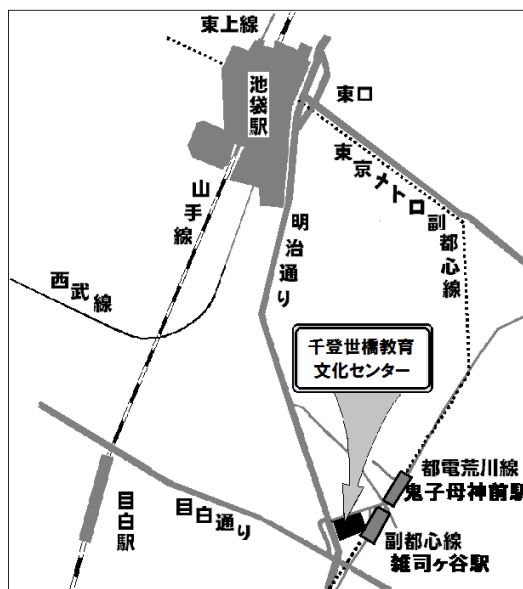 東上線
池袋駅
東口
東京メトロ副都心線
山手線
明治通り
西武線
千登世橋教育
文化センター
都電荒川線
鬼子母神前駅
目白駅
目白通り
副都心線
雑司ヶ谷駅